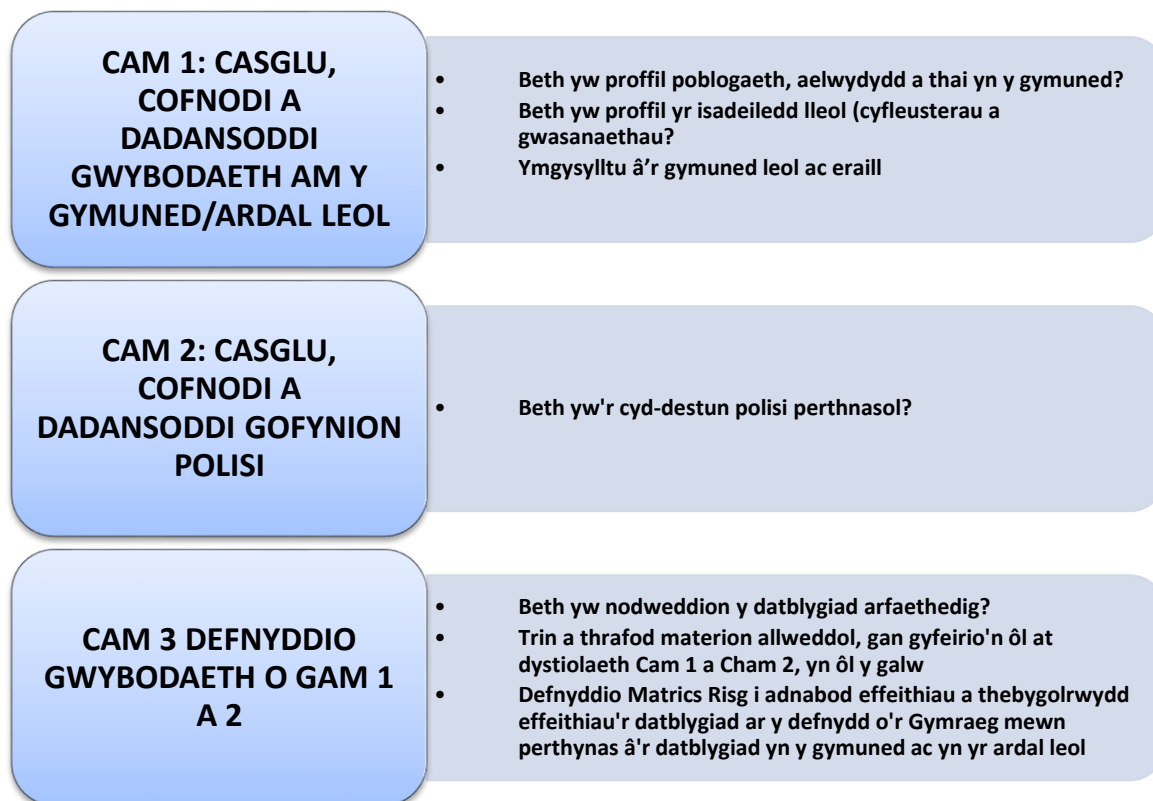 CAM 1: CASGLU,
COFNODI A
DADANSODDI
GWYBODAETH AM Y
GYMUNED/ARDAL LEOL
• Beth yw proffil poblogaeth, aelwydydd a thai yn y gymuned?
• Beth yw proffil yr isadeiledd lleol (cyfleusterau a
gwasanaethau?
• Ymgysylltu â’r gymuned leol ac eraill
CAM 2: CASGLU,
COFNODI A
DADANSODDI GOFYNION
POLISI
• Beth yw'r cyd-destun polisi perthnasol?
CAM 3 DEFNYDDIO
GWYBODAETH O GAM 1
A 2
• Beth yw nodweddion y datblygiad arfaethedig?
• Trin a thrafod materion allweddol, gan gyfeirio'n ôl at
dystiolaeth Cam 1 a Cham 2, yn ôl y galw
• Defnyddio Matrics Risg i adnabod effeithiau a thebygolrwydd
effeithiau'r datblygiad ar y defnydd o'r Gymraeg mewn
perthynas â'r datblygiad yn y gymuned ac yn yr ardal leol